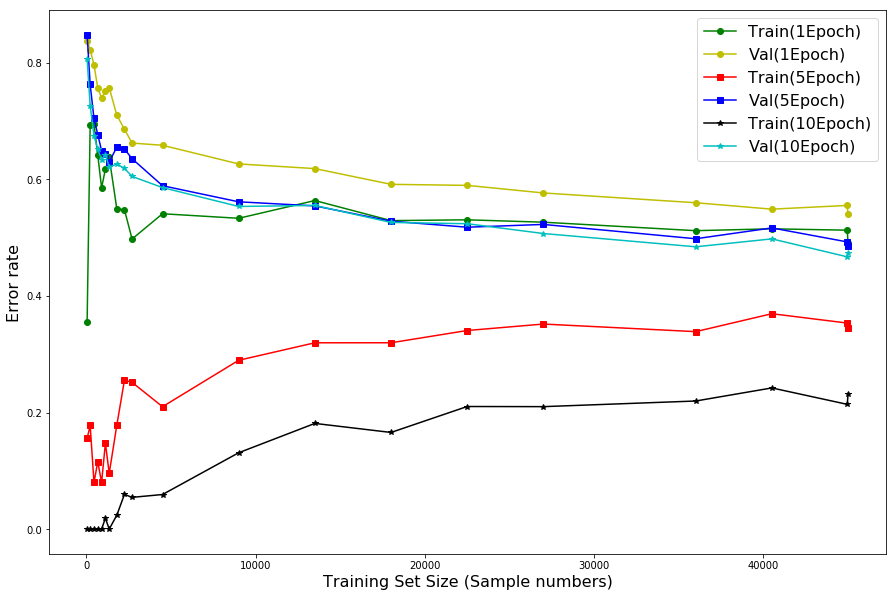 Train(1Epoch)
Val(1Epoch)
Train(5Epoch)
Val(5Epoch)
Train(10Epoch)
Val(10Epoch)
0.8
0.6
0.4
0.2
0.0
Error rate
0 10000 20000 30000 40000
Training Set Size (Sample numbers)